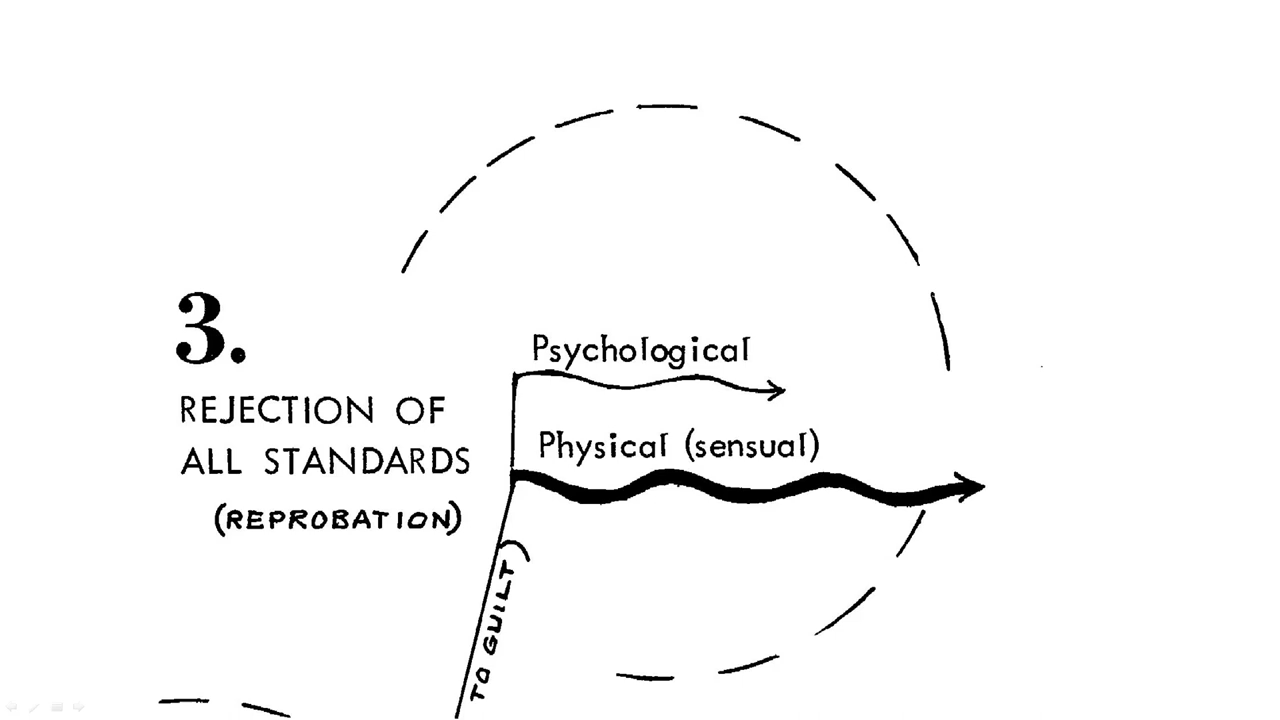 3.
REJECTION OF
ALL STANDARDS
(REPROBATION)
Psychological
Physical (sensual)
TO GUILT)